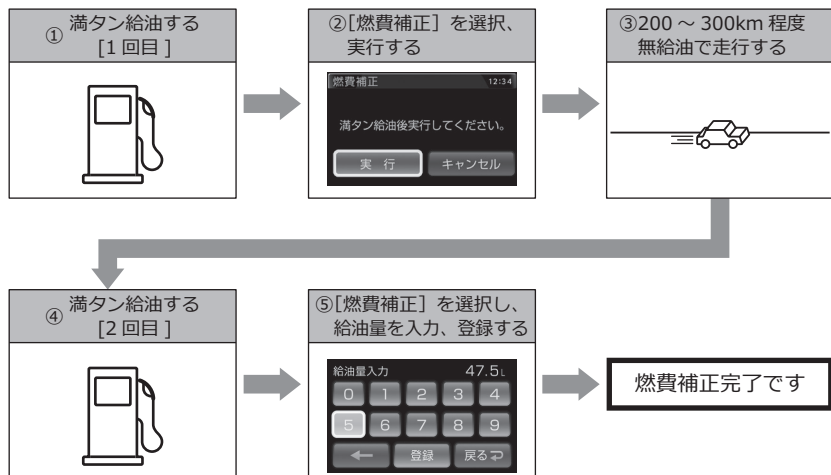 ① 満タン給油する
[1 回目 ]
②[燃費補正］を選択、
実行する
燃費補正 12:34
満タン給油後実行してください。
実 行 キャンセル
③200 ～ 300km 程度
無給油で走行する
④ 満タン給油する
[2 回目 ]
⑤[燃費補正］を選択し、
給油量を入力、登録する
給油量入力 47.5L
0 1 2 3 4
5 6 7 8 9
← 登録 戻る
燃費補正完了です